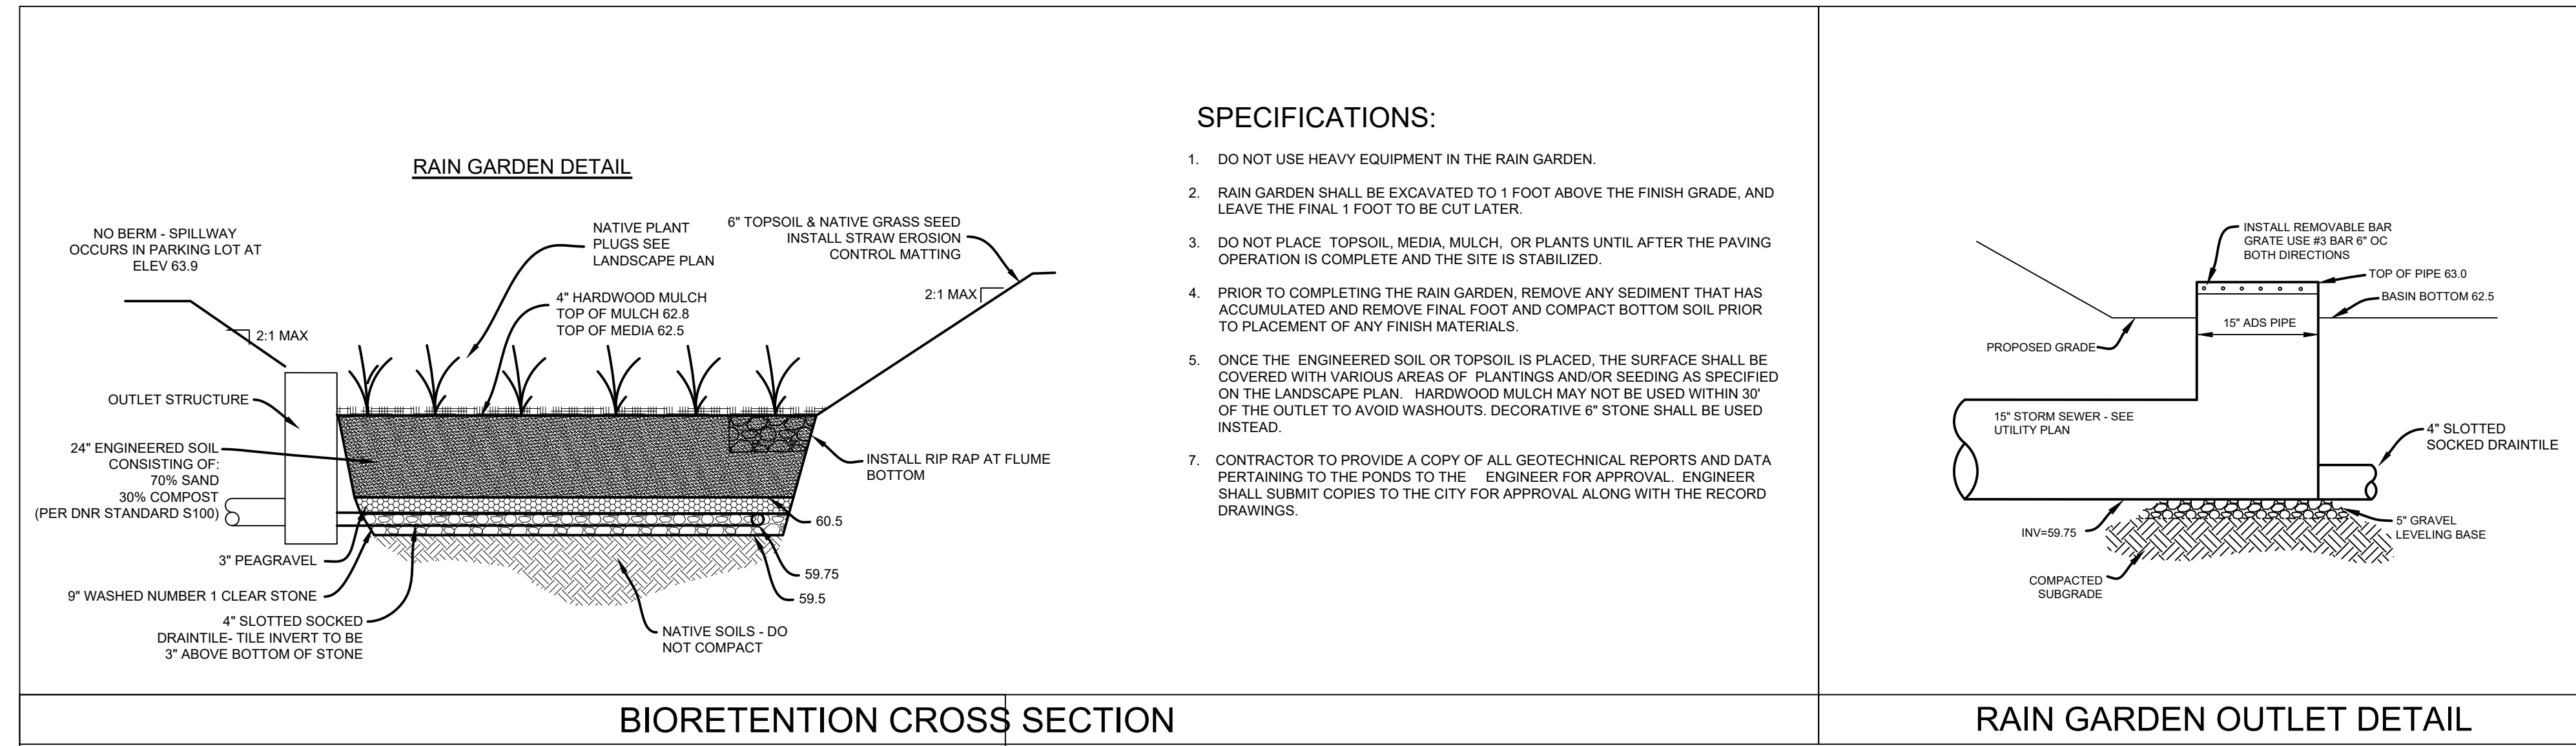 RAIN GARDEN DETAIL
NO BERM - SPILLWAY
OCCURS IN PARKING LOT AT
ELEV 63.9
2:1 MAX
NATIVE PLANT
PLUGS SEE
LANDSCAPE PLAN
6" TOPSOIL & NATIVE GRASS SEED
INSTALL STRAW EROSION
CONTROL MATTING
2:1 MAX
4" HARDWOOD MULCH
TOP OF MULCH 62.8
TOP OF MEDIA 62.5
OUTLET STRUCTURE
24" ENGINEERED SOIL
CONSISTING OF:
70% SAND
30% COMPOST
(PER DNR STANDARD S100)
INSTALL RIP RAP AT FLUME
BOTTOM
60.5
3" PEAGRAVEL
59.75
9" WASHED NUMBER 1 CLEAR STONE
59.5
4" SLOTTED SOCKED
DRAINTILE- TILE INVERT TO BE
3" ABOVE BOTTOM OF STONE
NATIVE SOILS - DO
NOT COMPACT
SPECIFICATIONS:
1. DO NOT USE HEAVY EQUIPMENT IN THE RAIN GARDEN.
2. RAIN GARDEN SHALL BE EXCAVATED TO 1 FOOT ABOVE THE FINISH GRADE, AND
LEAVE THE FINAL 1 FOOT TO BE CUT LATER.
3. DO NOT PLACE TOPSOIL, MEDIA, MULCH, OR PLANTS UNTIL AFTER THE PAVING
OPERATION IS COMPLETE AND THE SITE IS STABILIZED.
4. PRIOR TO COMPLETING THE RAIN GARDEN, REMOVE ANY SEDIMENT THAT HAS
ACCUMULATED AND REMOVE FINAL FOOT AND COMPACT BOTTOM SOIL PRIOR
TO PLACEMENT OF ANY FINISH MATERIALS.
5. ONCE THE ENGINEERED SOIL OR TOPSOIL IS PLACED, THE SURFACE SHALL BE
COVERED WITH VARIOUS AREAS OF PLANTINGS AND/OR SEEDING AS SPECIFIED
ON THE LANDSCAPE PLAN. HARDWOOD MULCH MAY NOT BE USED WITHIN 30'
OF THE OUTLET TO AVOID WASHOUTS. DECORATIVE 6" STONE SHALL BE USED
INSTEAD.
7. CONTRACTOR TO PROVIDE A COPY OF ALL GEOTECHNICAL REPORTS AND DATA
PERTAINING TO THE PONDS TO THE ENGINEER FOR APPROVAL. ENGINEER
SHALL SUBMIT COPIES TO THE CITY FOR APPROVAL ALONG WITH THE RECORD
DRAWINGS.
BIORETENTION CROSS SECTION
INSTALL REMOVABLE BAR
GRATE USE #3 BAR 6" OC
BOTH DIRECTIONS
TOP OF PIPE 63.0
BASIN BOTTOM 62.5
15" ADS PIPE
PROPOSED GRADE
15" STORM SEWER - SEE
UTILITY PLAN
4" SLOTTED
SOCKED DRAINTILE
INV=59.75
5" GRAVEL
LEVELING BASE
COMPACTED
SUBGRADE
RAIN GARDEN OUTLET DETAIL